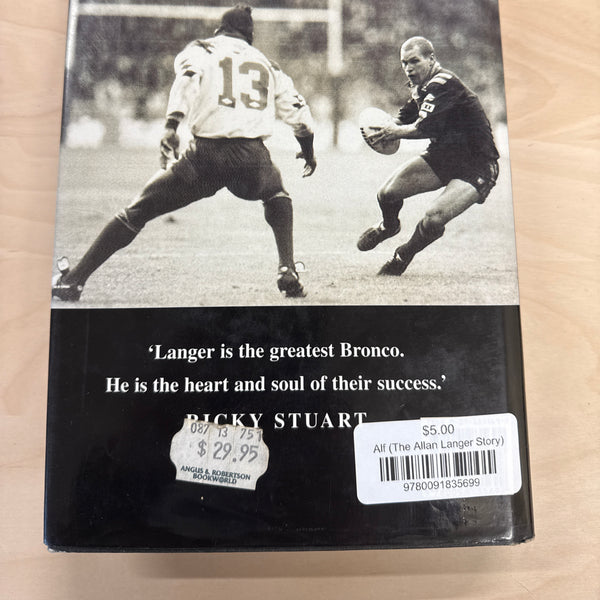 13
'Langer is the greatest Bronco.
He is the heart and soul of their success.'
RICKY STUART
087 13 751
$ 29.95
ANGUS & ROBERTSON
BOOKWORLD
$5.00
Alf (The Allan Langer Story)
9780091835699